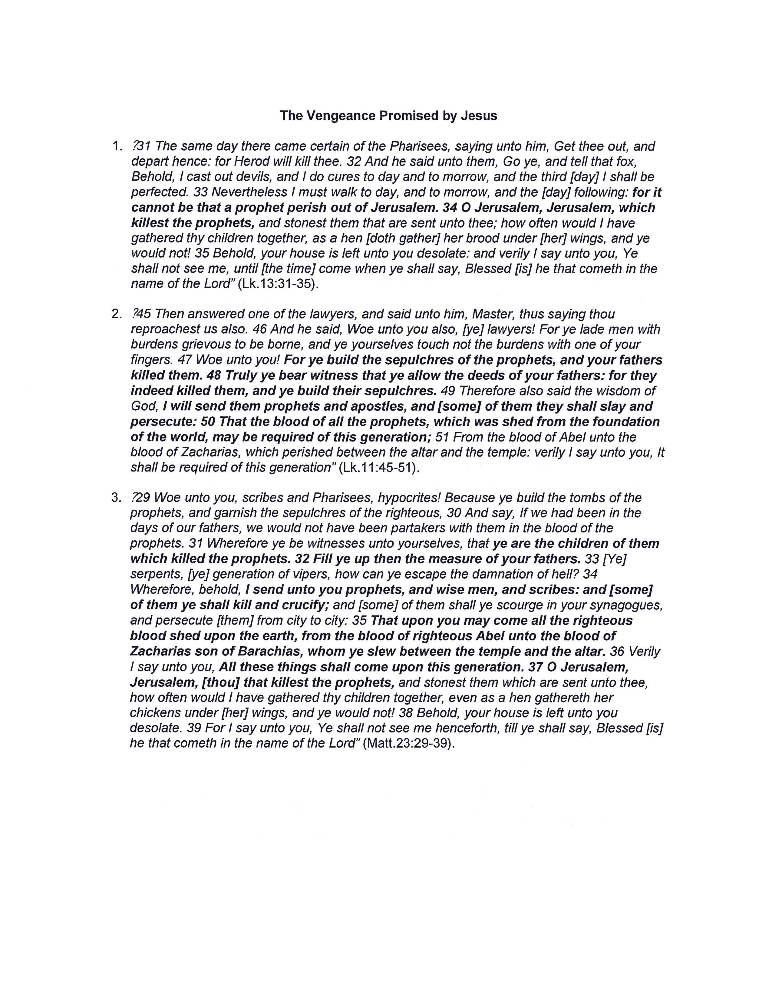 The Vengeance Promised by Jesus
1. ?31 The same day there came certain of the Pharisees, saying unto him, Get thee out, and
depart hence: for Herod will kill thee. 32 And he said unto them, Go ye, and tell that fox,
Behold, I cast out devils, and I do cures to day and to morrow, and the third [day] I shall be
perfected. 33 Nevertheless I must walk to day, and to morrow, and the [day] following: for it
cannot be that a prophet perish out of Jerusalem. 34 O Jerusalem, Jerusalem, which
killest the prophets, and stonest them that are sent unto thee; how often would I have
gathered thy children together, as a hen [doth gather] her brood under [her] wings, and ye
would not! 35 Behold, your house is left unto you desolate: and verily I say unto you, Ye
shall not see me, until [the time] come when ye shall say, Blessed [is] he that cometh in the
name of the Lord” (Lk.13:31-35).
2. ?45 Then answered one of the lawyers, and said unto him, Master, thus saying thou
reproachest us also. 46 And he said, Woe unto you also, [ye] lawyers! For ye lade men with
burdens grievous to be borne, and ye yourselves touch not the burdens with one of your
fingers. 47 Woe unto you! For ye build the sepulchres of the prophets, and your fathers
killed them. 48 Truly ye bear witness that ye allow the deeds of your fathers: for they
indeed killed them, and ye build their sepulchres. 49 Therefore also said the wisdom of
God, I will send them prophets and apostles, and [some] of them they shall slay and
persecute: 50 That the blood of all the prophets, which was shed from the foundation
of the world, may be required of this generation; 51 From the blood of Abel unto the
blood of Zacharias, which perished between the altar and the temple: verily I say unto you, It
shall be required of this generation” (Lk.11:45-51).
3. ?29 Woe unto you, scribes and Pharisees, hypocrites! Because ye build the tombs of the
prophets, and garnish the sepulchres of the righteous, 30 And say, If we had been in the
days of our fathers, we would not have been partakers with them in the blood of the
prophets. 31 Wherefore ye be witnesses unto yourselves, that ye are the children of them
which killed the prophets. 32 Fill ye up then the measure of your fathers. 33 [Ye]
serpents, [ye] generation of vipers, how can ye escape the damnation of hell? 34
Wherefore, behold, I send unto you prophets, and wise men, and scribes: and [some]
of them ye shall kill and crucify; and [some] of them shall ye scourge in your synagogues,
and persecute [them] from city to city: 35 That upon you may come all the righteous
blood shed upon the earth, from the blood of righteous Abel unto the blood of
Zacharias son of Barachias, whom ye slew between the temple and the altar. 36 Verily
I say unto you, All these things shall come upon this generation. 37 O Jerusalem,
Jerusalem, [thou] that killest the prophets, and stonest them which are sent unto thee,
how often would I have gathered thy children together, even as a hen gathereth her
chickens under [her] wings, and ye would not! 38 Behold, your house is left unto you
desolate. 39 For I say unto you, Ye shall not see me henceforth, till ye shall say, Blessed [is]
he that cometh in the name of the Lord” (Matt.23:29-39).